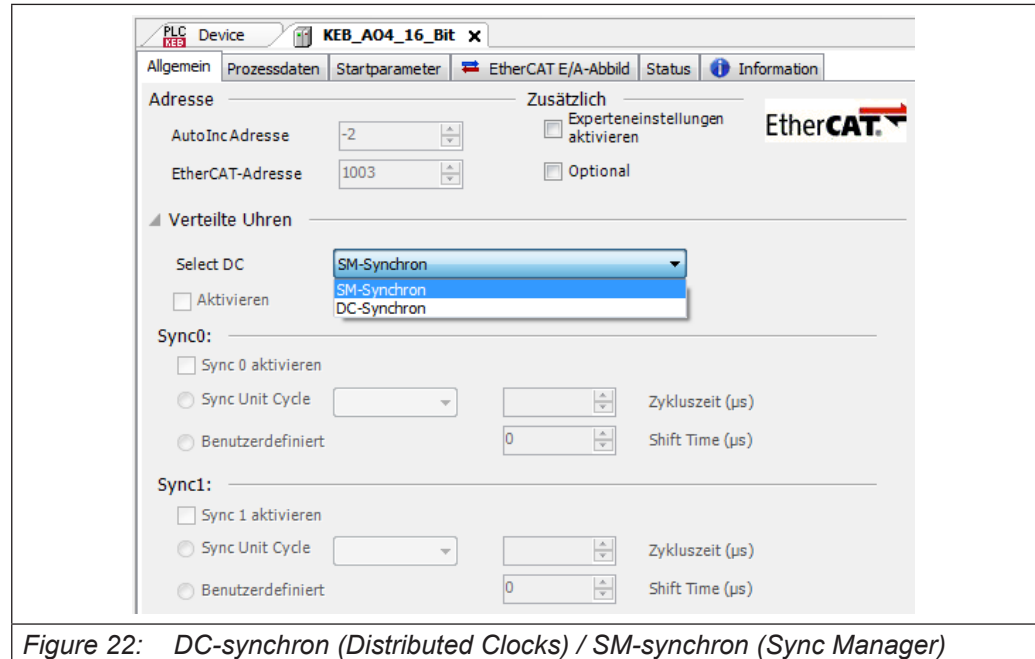 PLC KEB Device KEB_AO4_16_Bit x
Allgemein Prozessdaten Startparameter EtherCAT E/A-Abbild Status i Information
Adresse Zusätzlich
AutoInc Adresse -2 Experteneinstellungen aktivieren EtherCAT.
EtherCAT-Adresse 1003 Optional
Verteilte Uhren
Select DC SM-Synchron
SM-Synchron
Aktivieren DC-Synchron
Sync0:
Sync 0 aktivieren
Sync Unit Cycle Zykluszeit (µs)
Benutzerdefiniert 0 Shift Time (µs)
Sync1:
Sync 1 aktivieren
Sync Unit Cycle Zykluszeit (µs)
Benutzerdefiniert 0 Shift Time (µs)
Figure 22: DC-synchron (Distributed Clocks) / SM-synchron (Sync Manager)